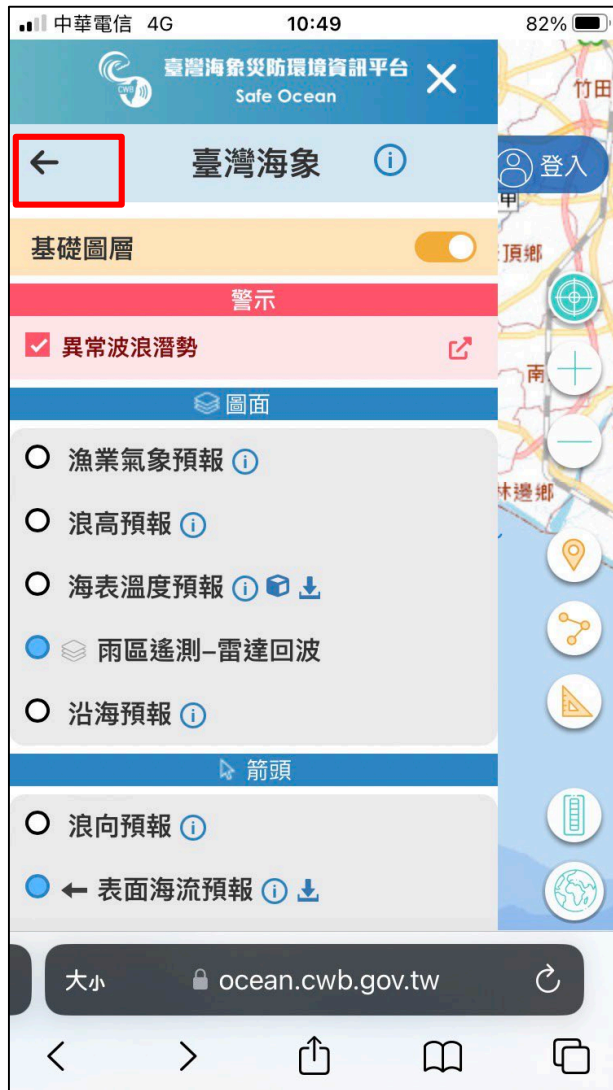 中華電信 4G 10:49 82%
臺灣海象災防環境資訊平台
CWB
Safe Ocean
竹田
臺灣海象
登入
基礎圖層
頂鄉
警示
異常波浪潛勢
南
圖面
漁業氣象預報
林邊鄉
浪高預報
海表溫度預報
雨區遙測-雷達回波
沿海預報
箭頭
浪向預報
表面海流預報
大小 ocean.cwb.gov.tw